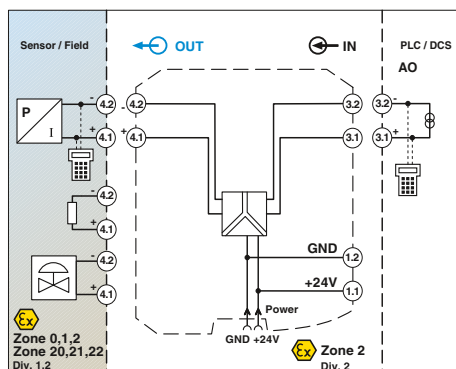 Sensor / Field
OUT
IN
PLC / DCS
AO
P
I
-
4.2
+
4.1
-
4.2
+
4.1
3.2
3.1
3.2
-
3.1
+
-
4.2
+
4.1
-
4.2
+
4.1
GND
1.2
+24V
1.1
Power
GND +24V
Ex
Zone 0,1,2
Zone 20,21,22
Div. 1,2
Ex
Zone 2
Div. 2